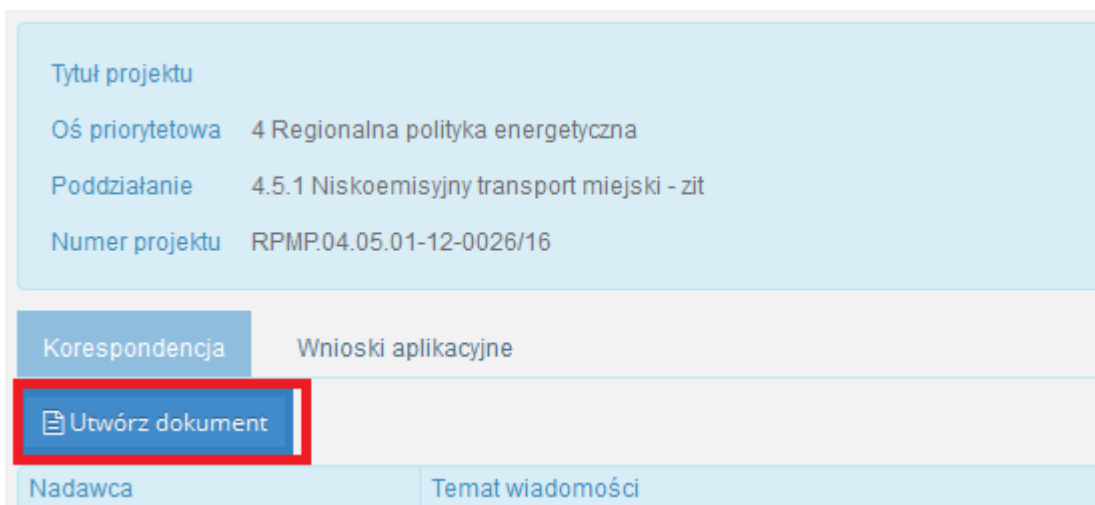 Tytuł projektu
Oś priorytetowa 4 Regionalna polityka energetyczna
Poddziałanie 4.5.1 Niskoemisyjny transport miejski - zit
Numer projektu RPMP.04.05.01-12-0026/16
Korespondencja Wnioski aplikacyjne
Utwórz dokument
Nadawca Temat wiadomości